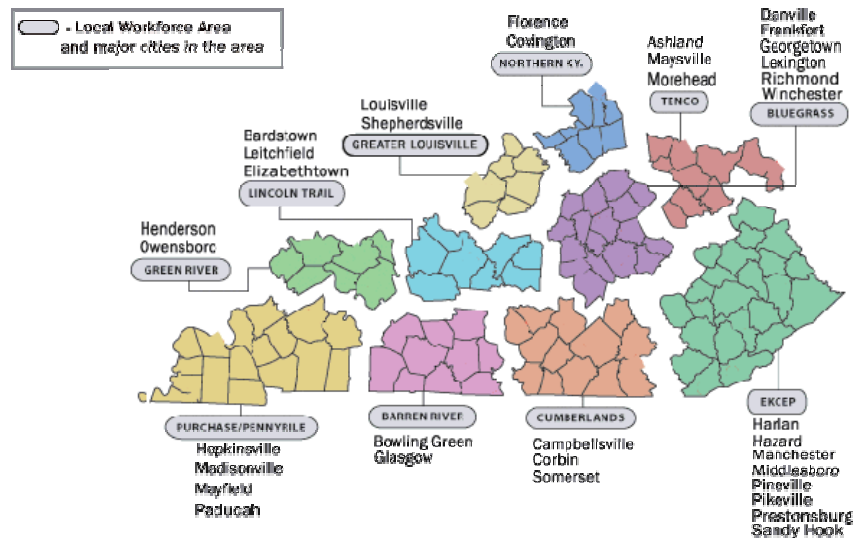 - Local Workforce Area
and major cities in the area
Florence
Covington
NORTHERN KY.
Ashland
Maysville
Morehead
TENCO
Danville
Frankfort
Georgetown
Lexington
Richmond
Winchester
BLUEGRASS
Louisville
Shepherdsville
GREATER LOUISVILLE
Bardstown
Leitchfield
Elizabethtown
LINCOLN TRAIL
Henderson
Owensboro
GREEN RIVER
PURCHASE/PENNYRILE
Hopkinsville
Madisonville
Mayfield
Paducah
BARREN RIVER
Bowling Green
Glasgow
CUMBERLANDS
Campbellsville
Corbin
Somerset
EKCEP
Harlan
Hazard
Manchester
Middlesboro
Pineville
Pikeville
Prestonsburg
Sandy Hook